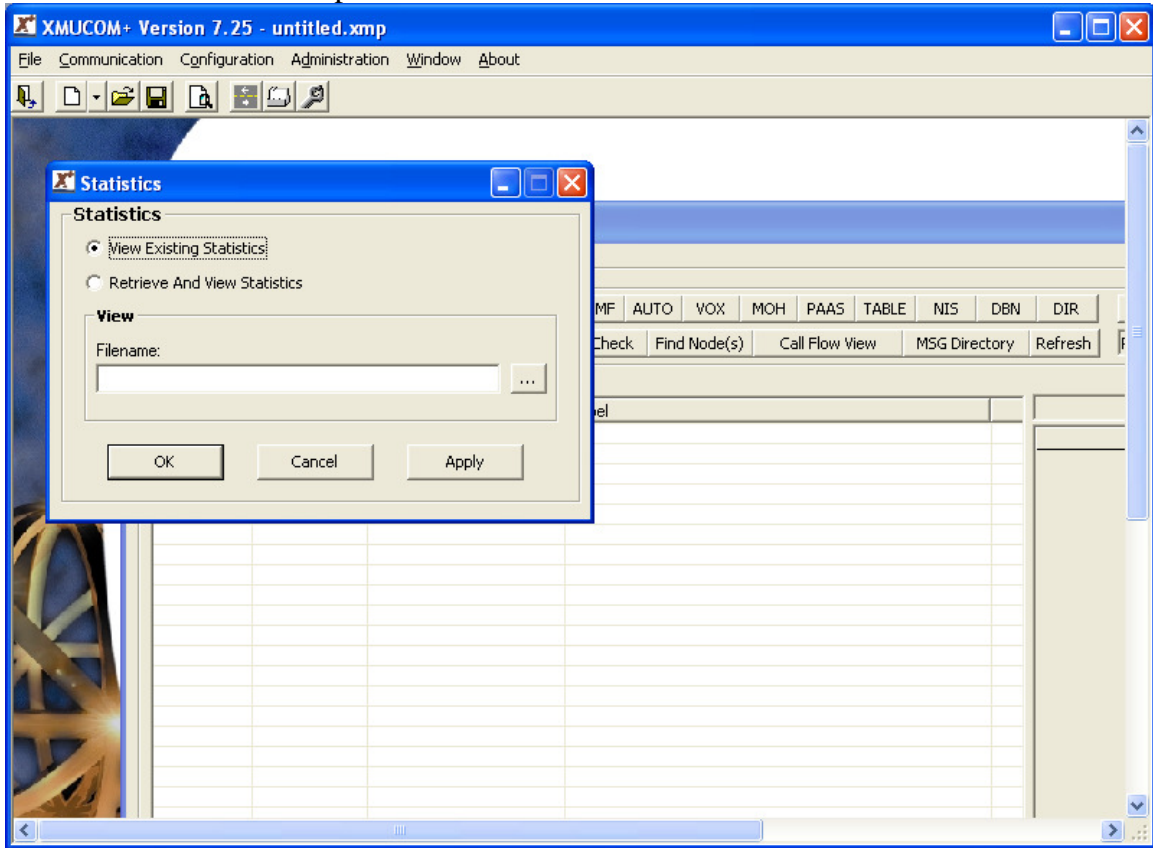 XMUCOM+ Version 7.25 - untitled.xmp
File Communication Configuration Administration Window About
Statistics
Statistics
View Existing Statistics
Retrieve And View Statistics
View
Filename:
...
OK Cancel Apply
MF AUTO VOX MOH PAAS TABLE NIS DBN DIR
Check Find Node(s) Call Flow View MSG Directory Refresh